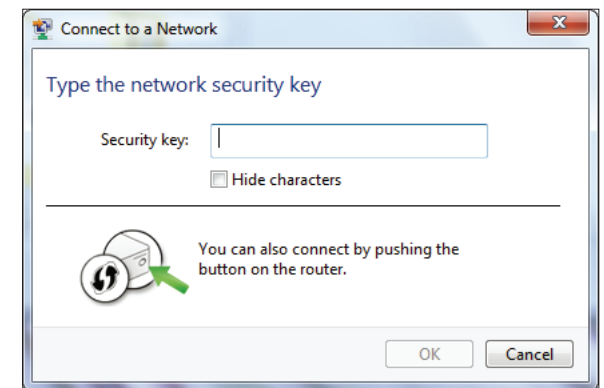 Connect to a Network
Type the network security key
Security key:
Hide characters
You can also connect by pushing the
button on the router.
OK
Cancel